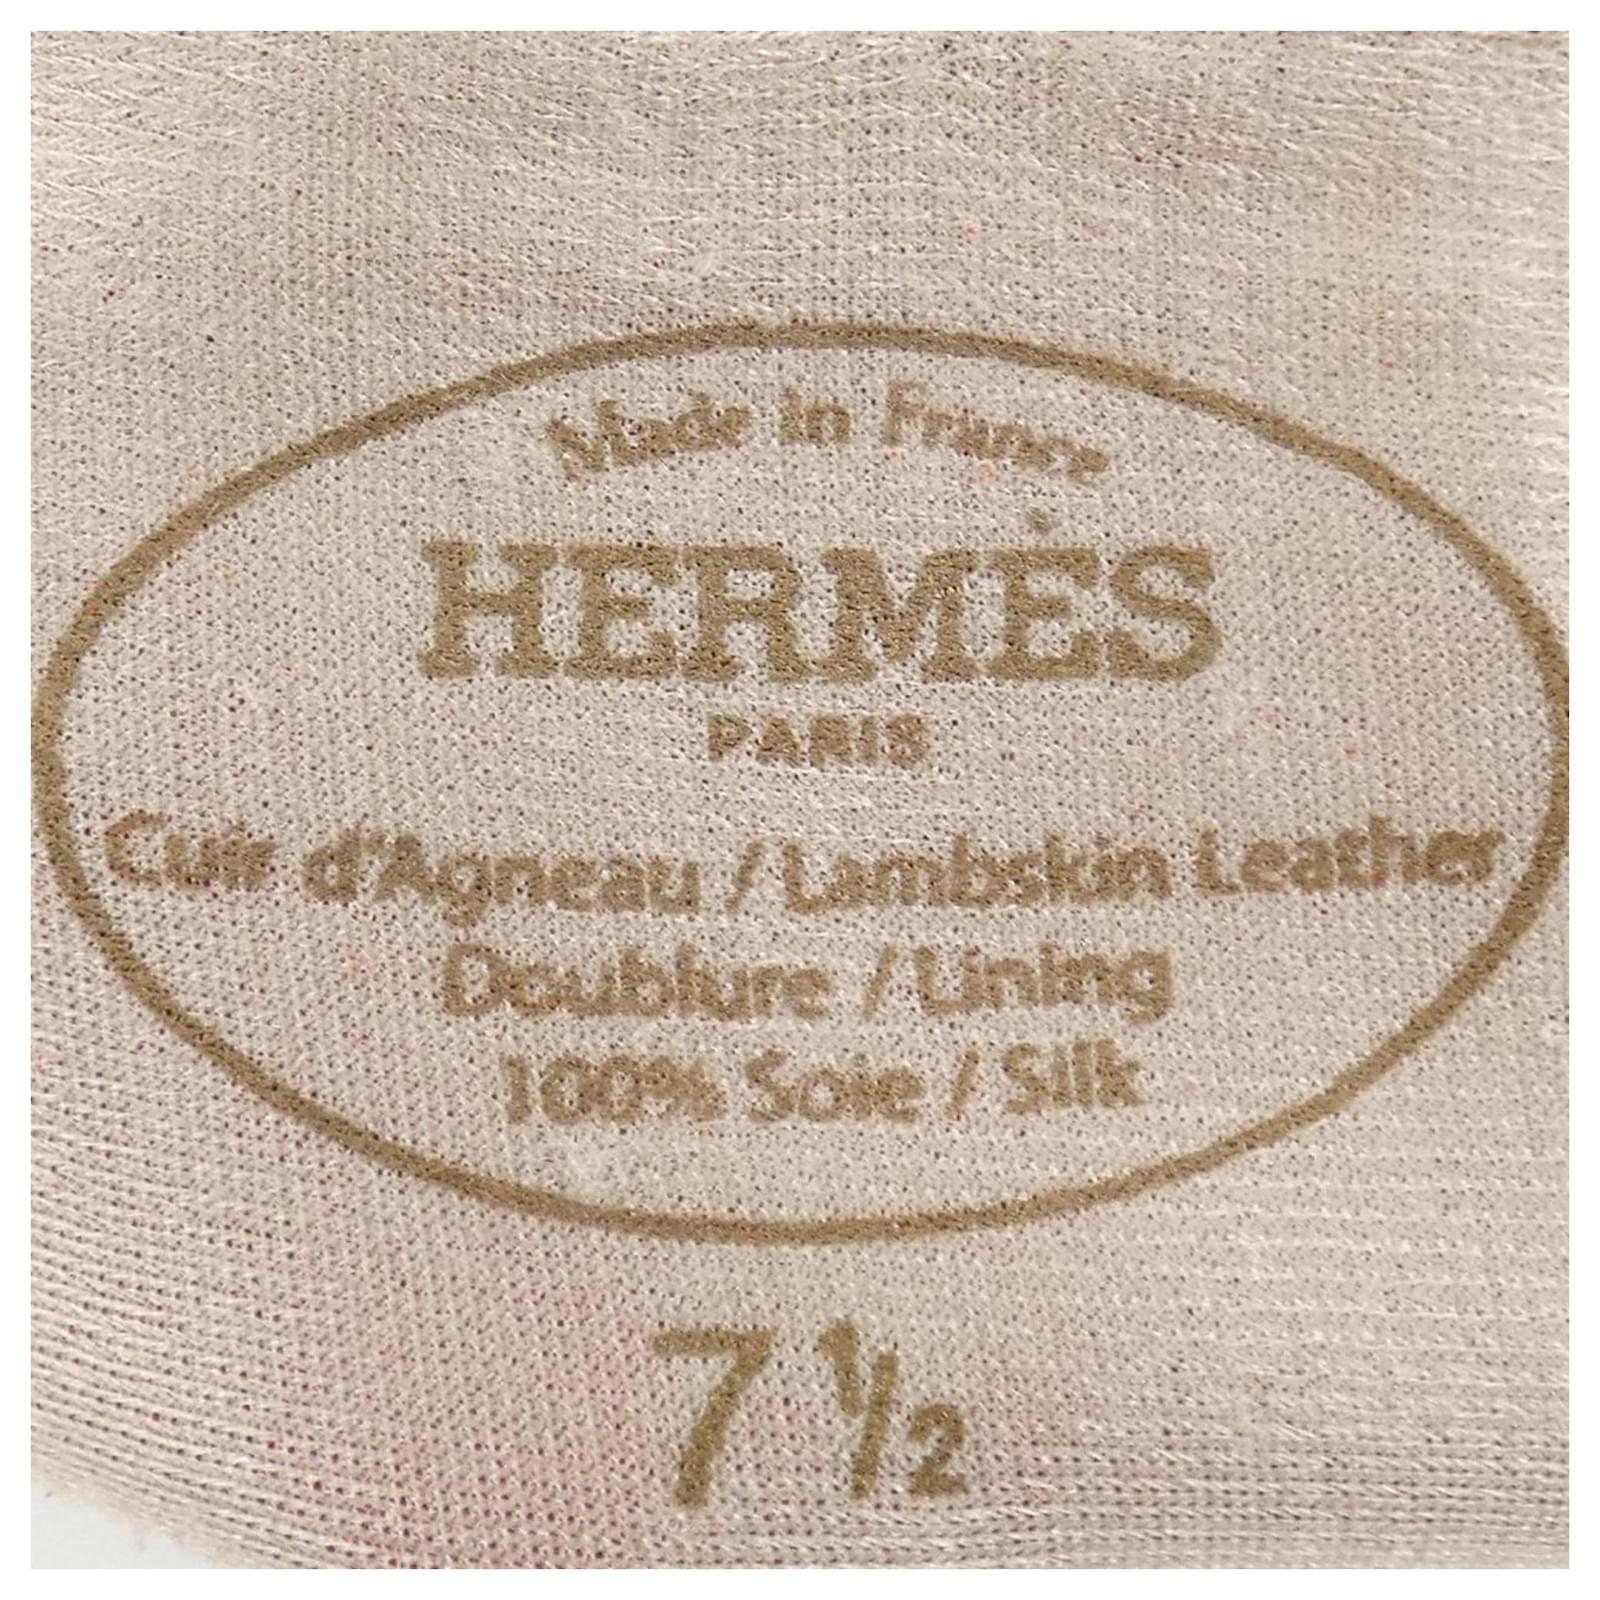 Made in France
HERMÈS
PARIS
Cuir d'Agneau / Lambskin Leather
Doublure / Lining
100% Soie / Silk
7 1/2